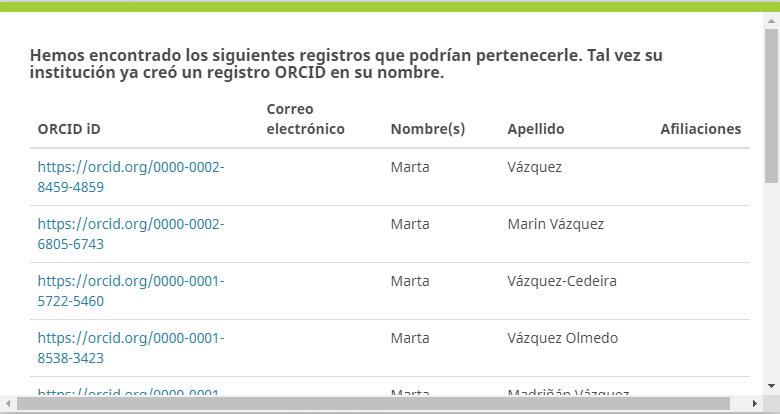 Hemos encontrado los siguientes registros que podrían pertenecerle. Tal vez su
institución ya creó un registro ORCID en su nombre.
ORCID iD Correo electrónico Nombre(s) Apellido Afiliaciones
https://orcid.org/0000-0002- Marta Vázquez
8459-4859
https://orcid.org/0000-0002- Marta Marin Vázquez
6805-6743
https://orcid.org/0000-0001- Marta Vázquez-Cedeira
5722-5460
https://orcid.org/0000-0001- Marta Vázquez Olmedo
8538-3423
https://orcid.org/0000-0001- Marta Madriñán Vázquez